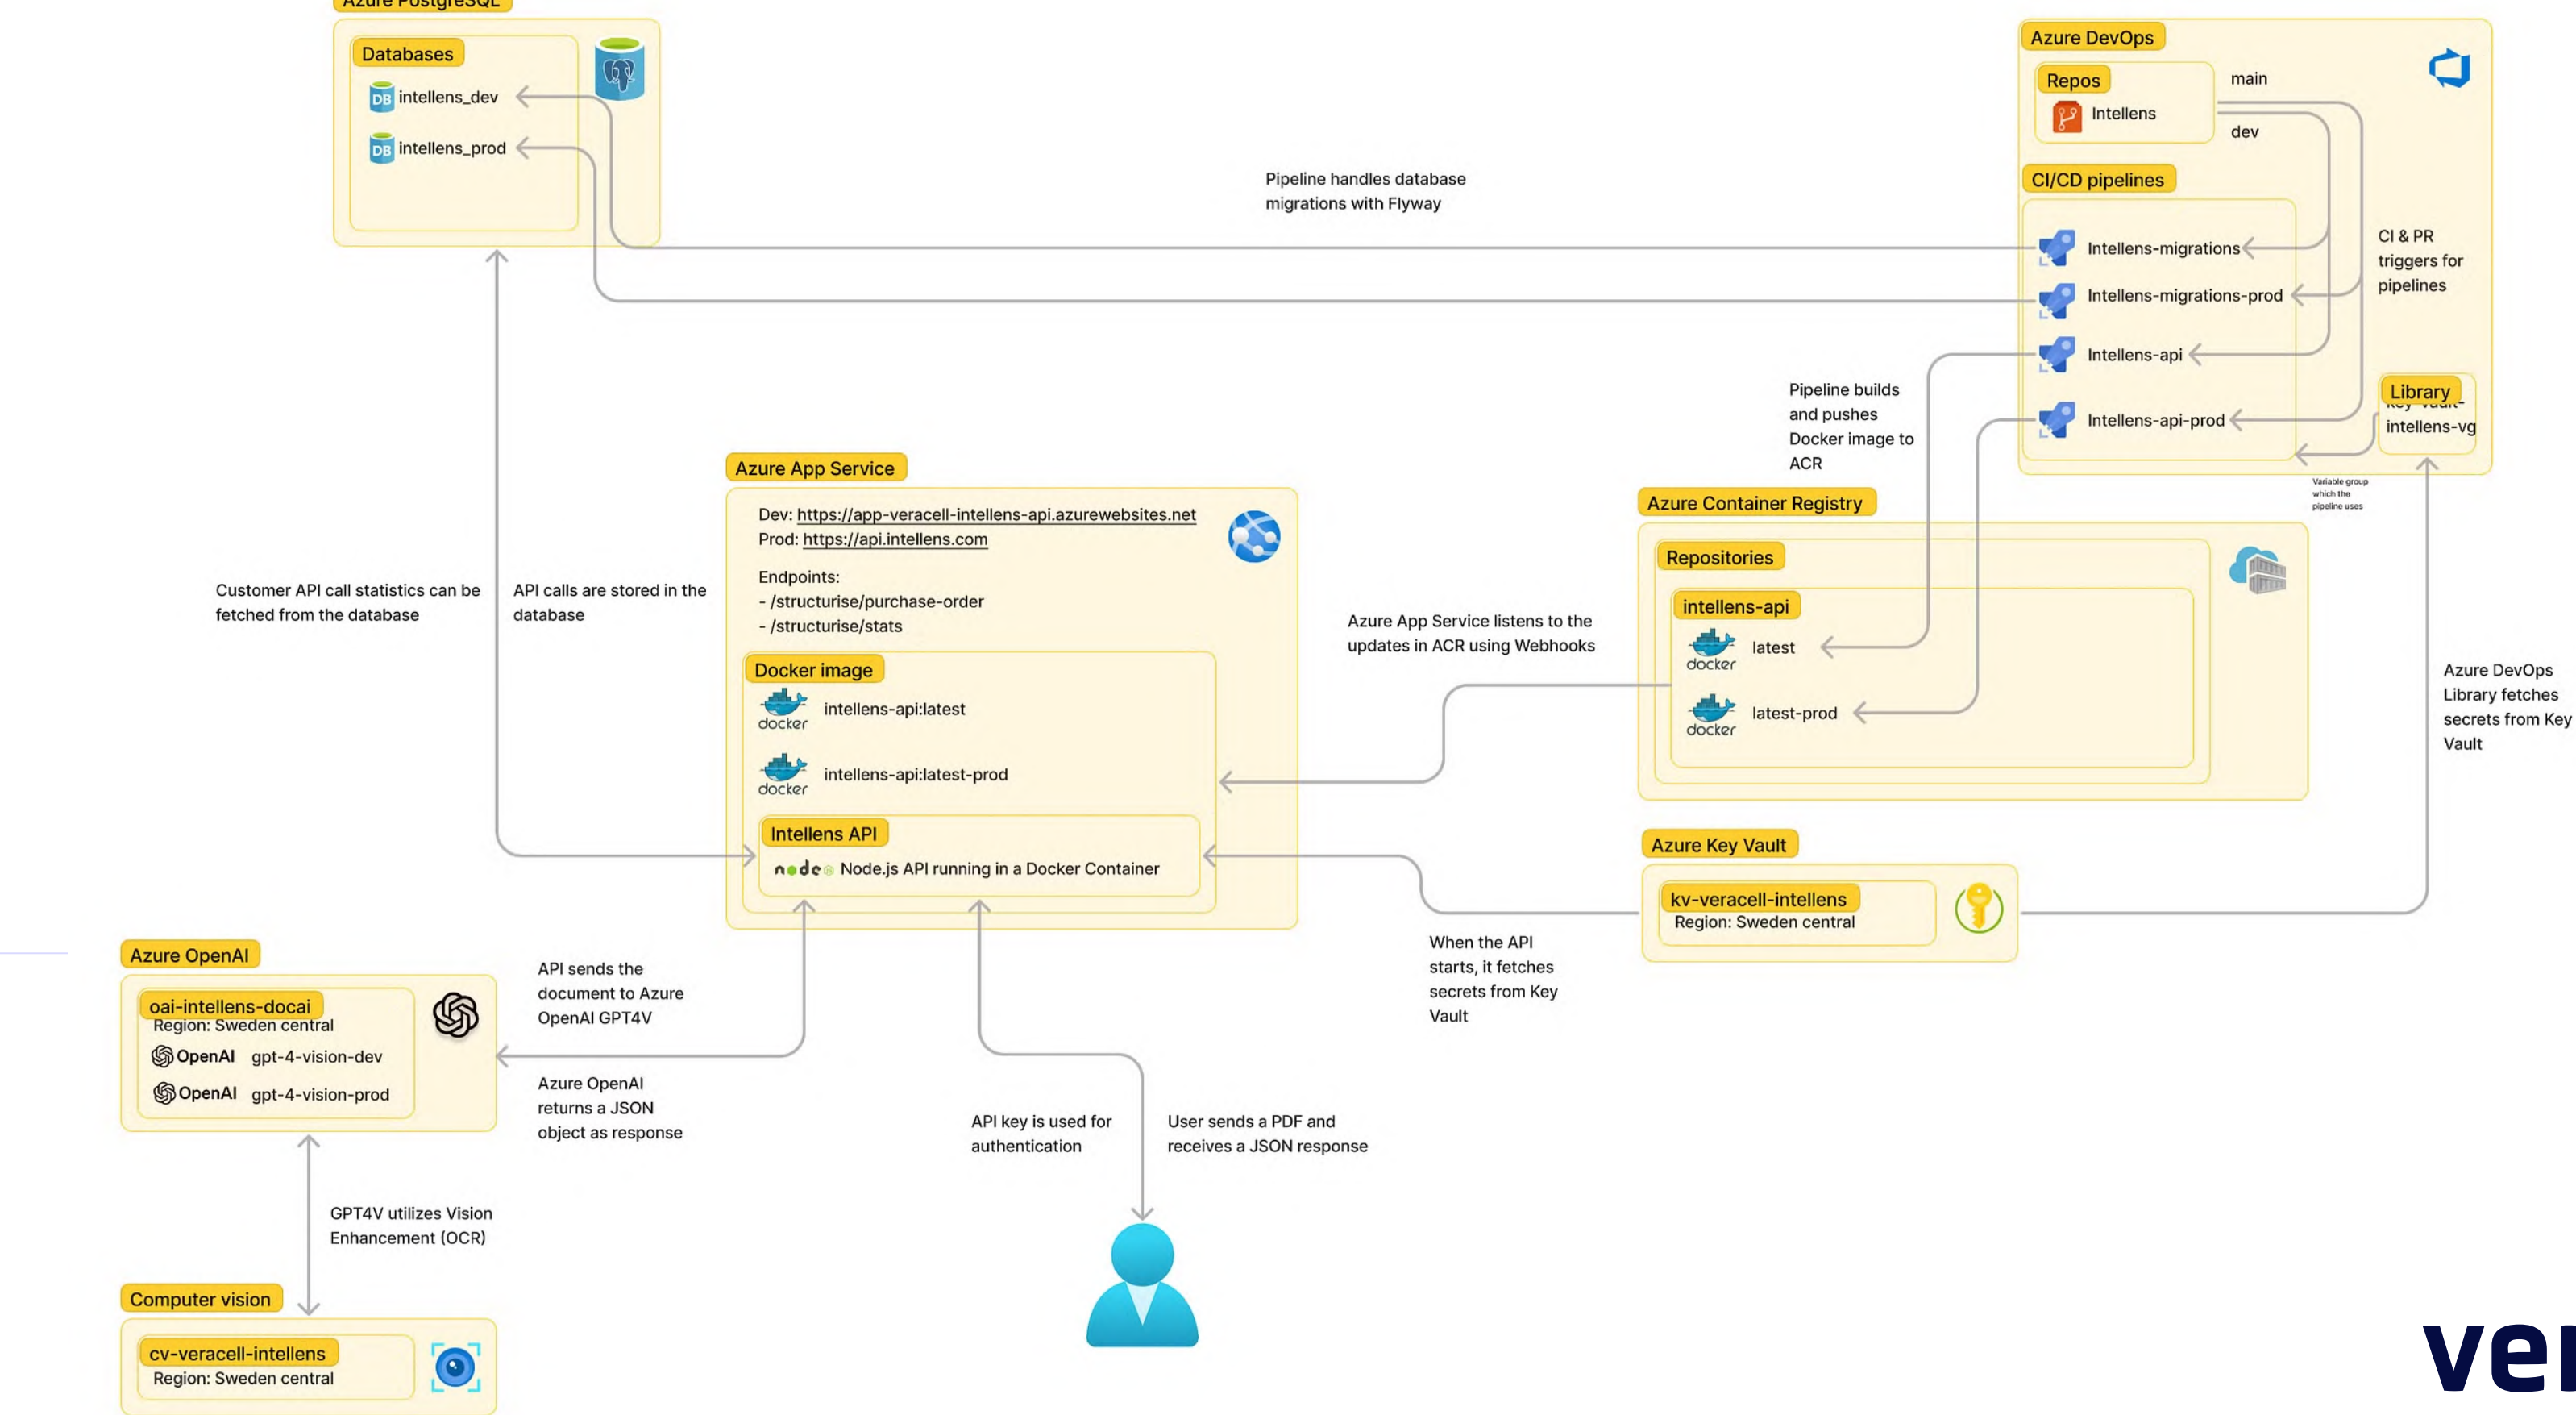 Azure PostgreSQL
Databases
DB intellens_dev
DB intellens_prod
Azure DevOps
Repos
Intellens
main
dev
CI/CD pipelines
Intellens-migrations
Intellens-migrations-prod
Intellens-api
Intellens-api-prod
CI & PR
triggers for
pipelines
Library
key-vault-
intellens-vg
Variable group
which the
pipeline uses
Pipeline handles database
migrations with Flyway
Pipeline builds
and pushes
Docker image to
ACR
Azure App Service
Dev: https://app-veracell-intellens-api.azurewebsites.net
Prod: https://api.intellens.com
Endpoints:
- /structurise/purchase-order
- /structurise/stats
Docker image
docker
intellens-api:latest
docker
intellens-api:latest-prod
Intellens API
node Node.js API running in a Docker Container
Customer API call statistics can be
fetched from the database
API calls are stored in the
database
Azure App Service listens to the
updates in ACR using Webhooks
Azure Container Registry
Repositories
intellens-api
docker
latest
docker
latest-prod
Azure DevOps
Library fetches
secrets from Key
Vault
Azure Key Vault
kv-veracell-intellens
Region: Sweden central
When the API
starts, it fetches
secrets from Key
Vault
Azure OpenAI
oai-intellens-docai
Region: Sweden central
OpenAI gpt-4-vision-dev
OpenAI gpt-4-vision-prod
API sends the
document to Azure
OpenAI GPT4V
Azure OpenAI
returns a JSON
object as response
API key is used for
authentication
User sends a PDF and
receives a JSON response
GPT4V utilizes Vision
Enhancement (OCR)
Computer vision
cv-veracell-intellens
Region: Sweden central